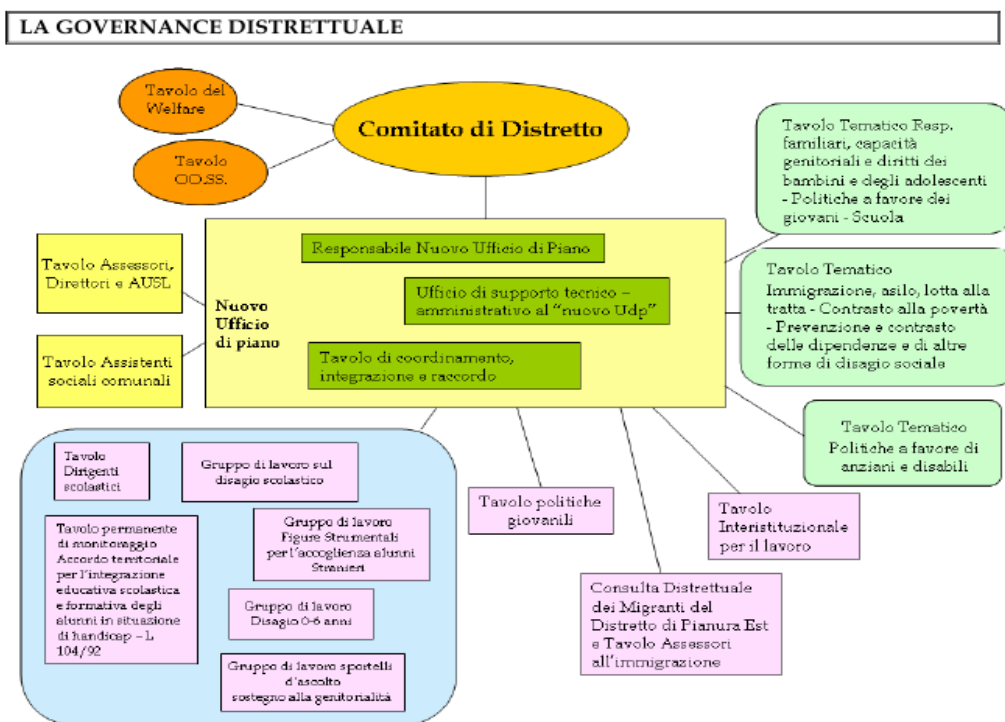 LA GOVERNANCE DISTRETTUALE
Tavolo del
Welfare
Comitato di Distretto
Tavolo
OO.SS.
Tavolo Tematico Resp.
familiari, capacità
genitoriali e diritti dei
bambini e degli adolescenti
- Politiche a favore dei
giovani - Scuola
Tavolo Assessori,
Direttori e AUSL
Tavolo Assistenti
sociali comunali
Nuovo
Ufficio
di piano
Responsabile Nuovo Ufficio di Piano
Ufficio di supporto tecnico –
amministrativo al “nuovo Udp”
Tavolo di coordinamento,
integrazione e raccordo
Tavolo Tematico
Immigrazione, asilo, lotta alla
tratta - Contrasto alla povertà
- Prevenzione e contrasto
delle dipendenze e di altre
forme di disagio sociale
Tavolo Tematico
Politiche a favore di
anziani e disabili
Tavolo
Dirigenti
scolastici
Gruppo di lavoro sul
disagio scolastico
Tavolo permanente
di monitoraggio
Accordo territoriale
per l’integrazione
educativa scolastica
e formativa degli
alunni in situazione
di handicap – L
104/92
Gruppo di lavoro
Figure Strumentali
per l’accoglienza alunni
Stranieri
Gruppo di lavoro
Disagio 0-6 anni
Gruppo di lavoro sportelli
d’ascolto
sostegno alla genitorialità
Tavolo politiche
giovanili
Consulta Distrettuale
dei Migranti del
Distretto di Pianura Est
e Tavolo Assessori
all’immigrazione
Tavolo
Interistituzionale
per il lavoro